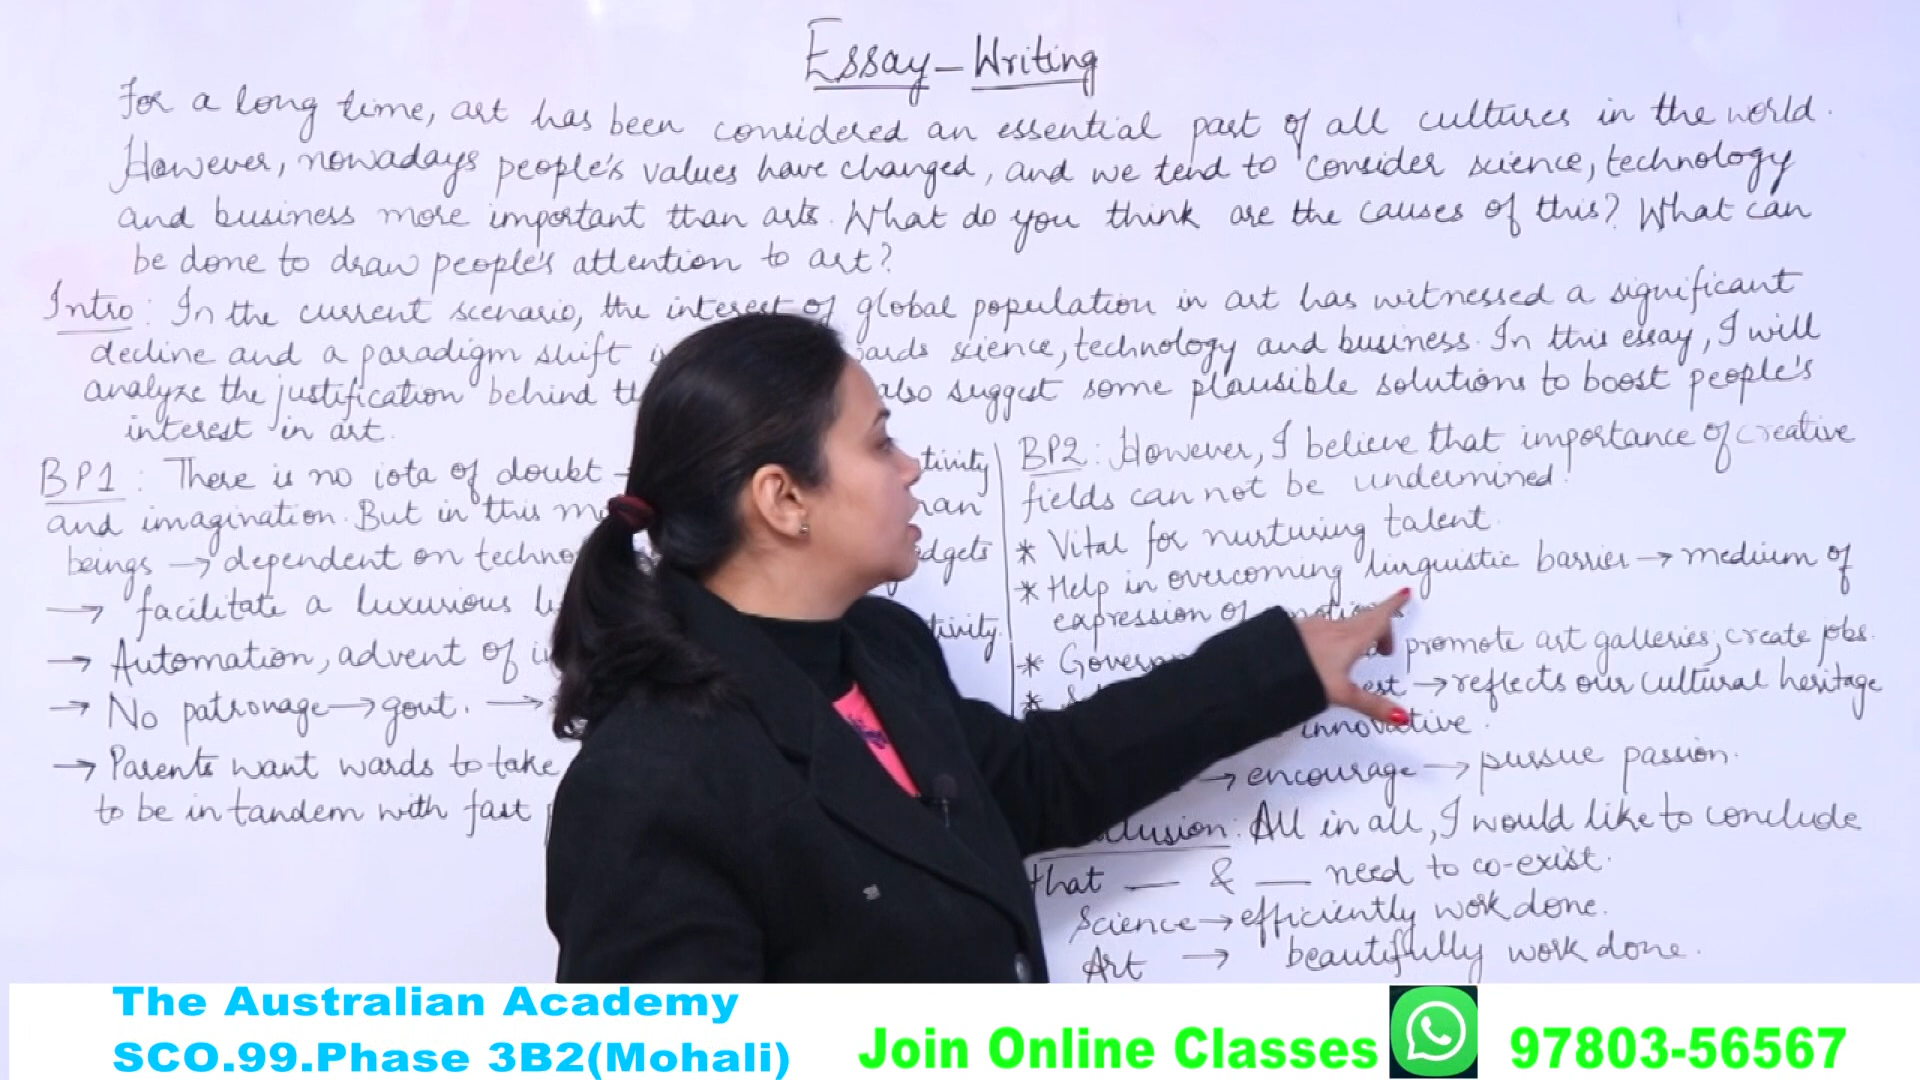 Essay-Writing
For a long time, art has been considered an essential part of all cultures in the world.
However, nowadays people's values have changed, and we tend to consider science, technology
and business more important than arts. What do you think are the causes of this? What can
be done to draw people's attention to art?
Intro: In the current scenario, the interest of global population in art has witnessed a significant
decline and a paradigm shift science, technology and business. In this essay, I will
analyze the justification behind also suggest some plausible solutions to boost people's
interest in art.
BP1: There is no iota of doubt
and imagination. But in this
beings → dependent on
→ facilitate a luxurious
→ Automation, advent of
→ No patronage → govt. →
→ Parents want wards to take
to be in tandem with fast
BP2: However, I believe that importance of creative
fields can not be undermined.
* Vital for nurturing talent.
* Help in overcoming linguistic barrier → medium of
expression of
* promote art galleries, create jobs.
* → reflects our cultural heritage
innovative.
→ encourage → pursue passion.
All in all, I would like to conclude
that __ & __ need to co-exist.
Science → efficiently work done.
Art → beautifully work done.
The Australian Academy
SCO.99.Phase 3B2(Mohali)
Join Online Classes 97803-56567